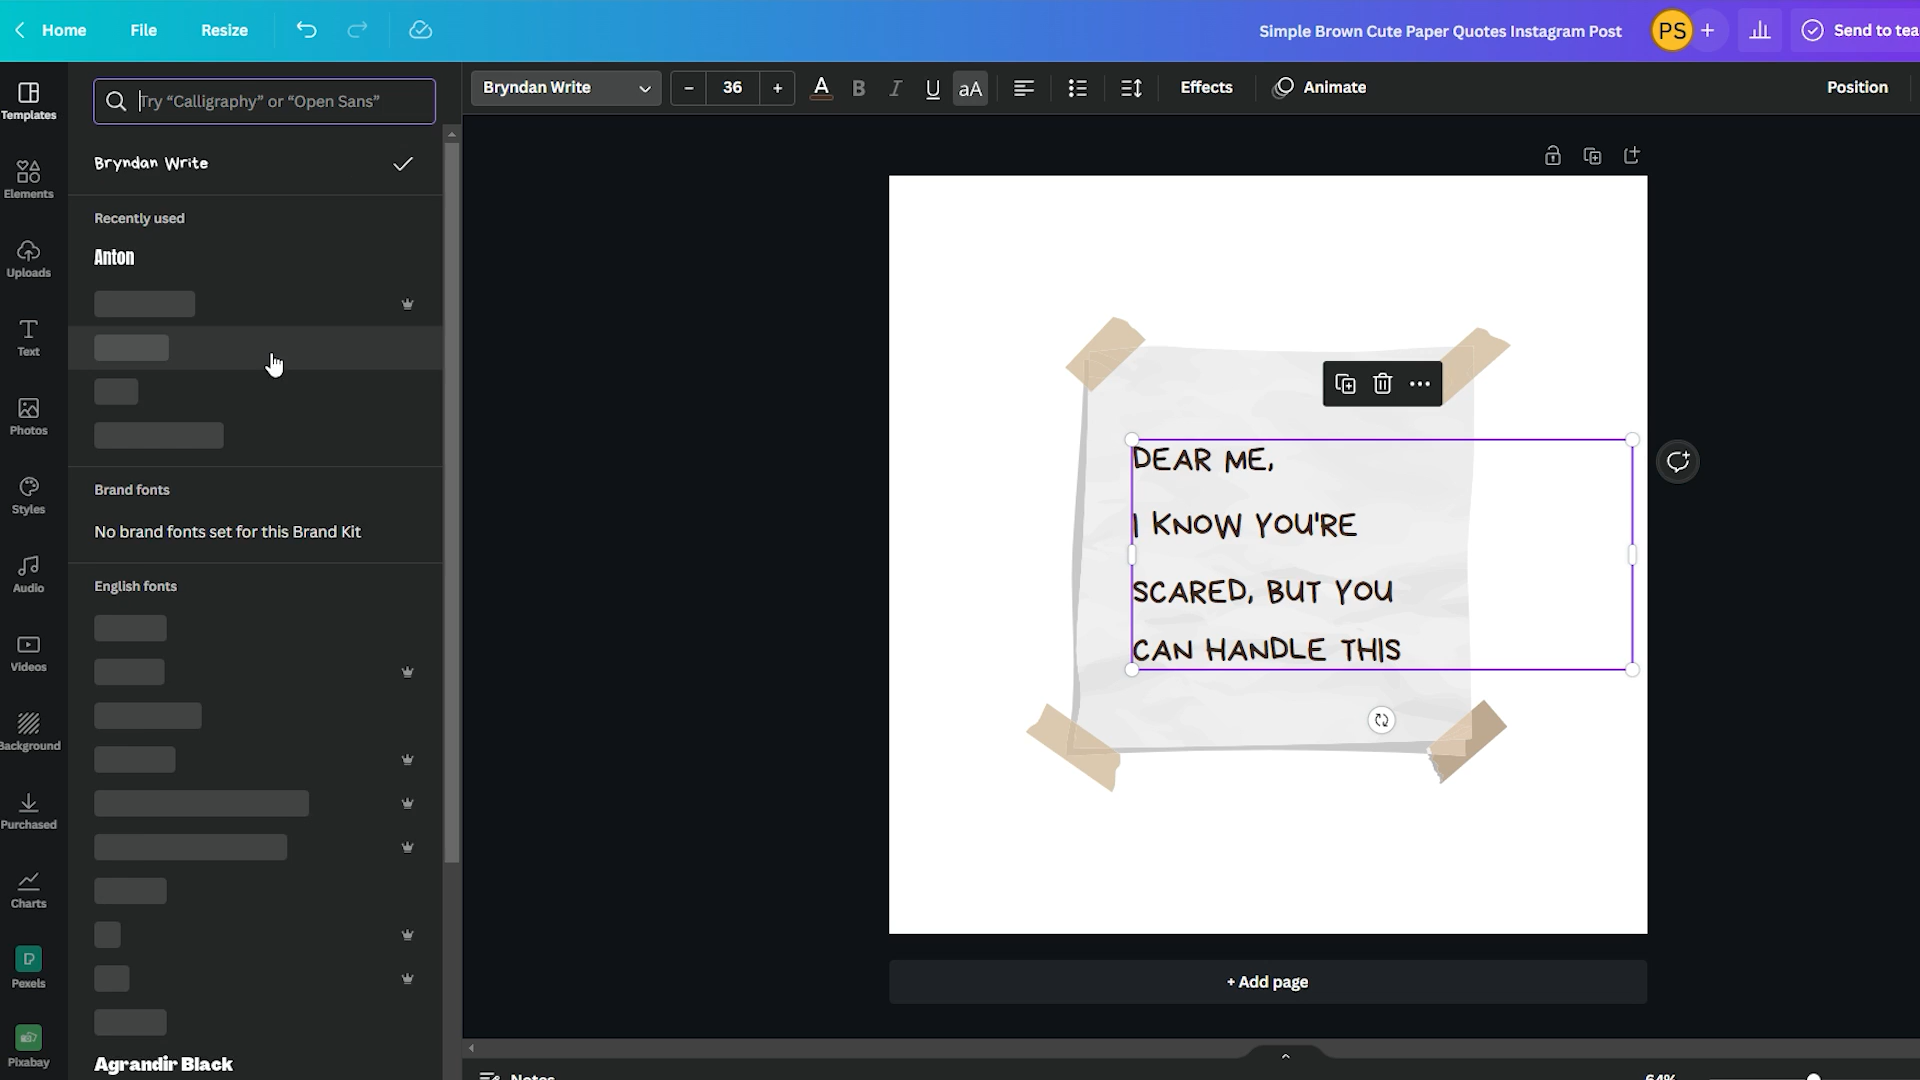 Home File Resize Simple Brown Cute Paper Quotes Instagram Post PS + Send to tea
Templates
Elements
Uploads
Text
Photos
Styles
Audio
Videos
Background
Purchased
Charts
Pexels
Pixabay
Try “Calligraphy” or “Open Sans”
Bryndan Write
Recently used
Anton
Brand fonts
No brand fonts set for this Brand Kit
English fonts
Agrandir Black
Bryndan Write - 36 + A B I U aA Effects Animate Position
DEAR ME,
I KNOW YOU'RE
SCARED, BUT YOU
CAN HANDLE THIS
+ Add page
Notes 64%